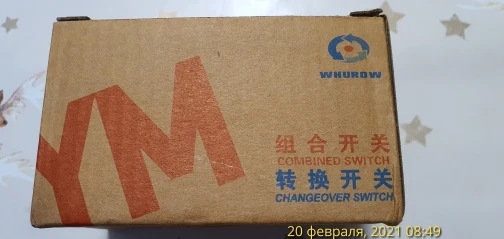 WHUROW
YM
组合开关
COMBINED SWITCH
转换开关
CHANGEOVER SWITCH
20 февраля, 2021 08:49